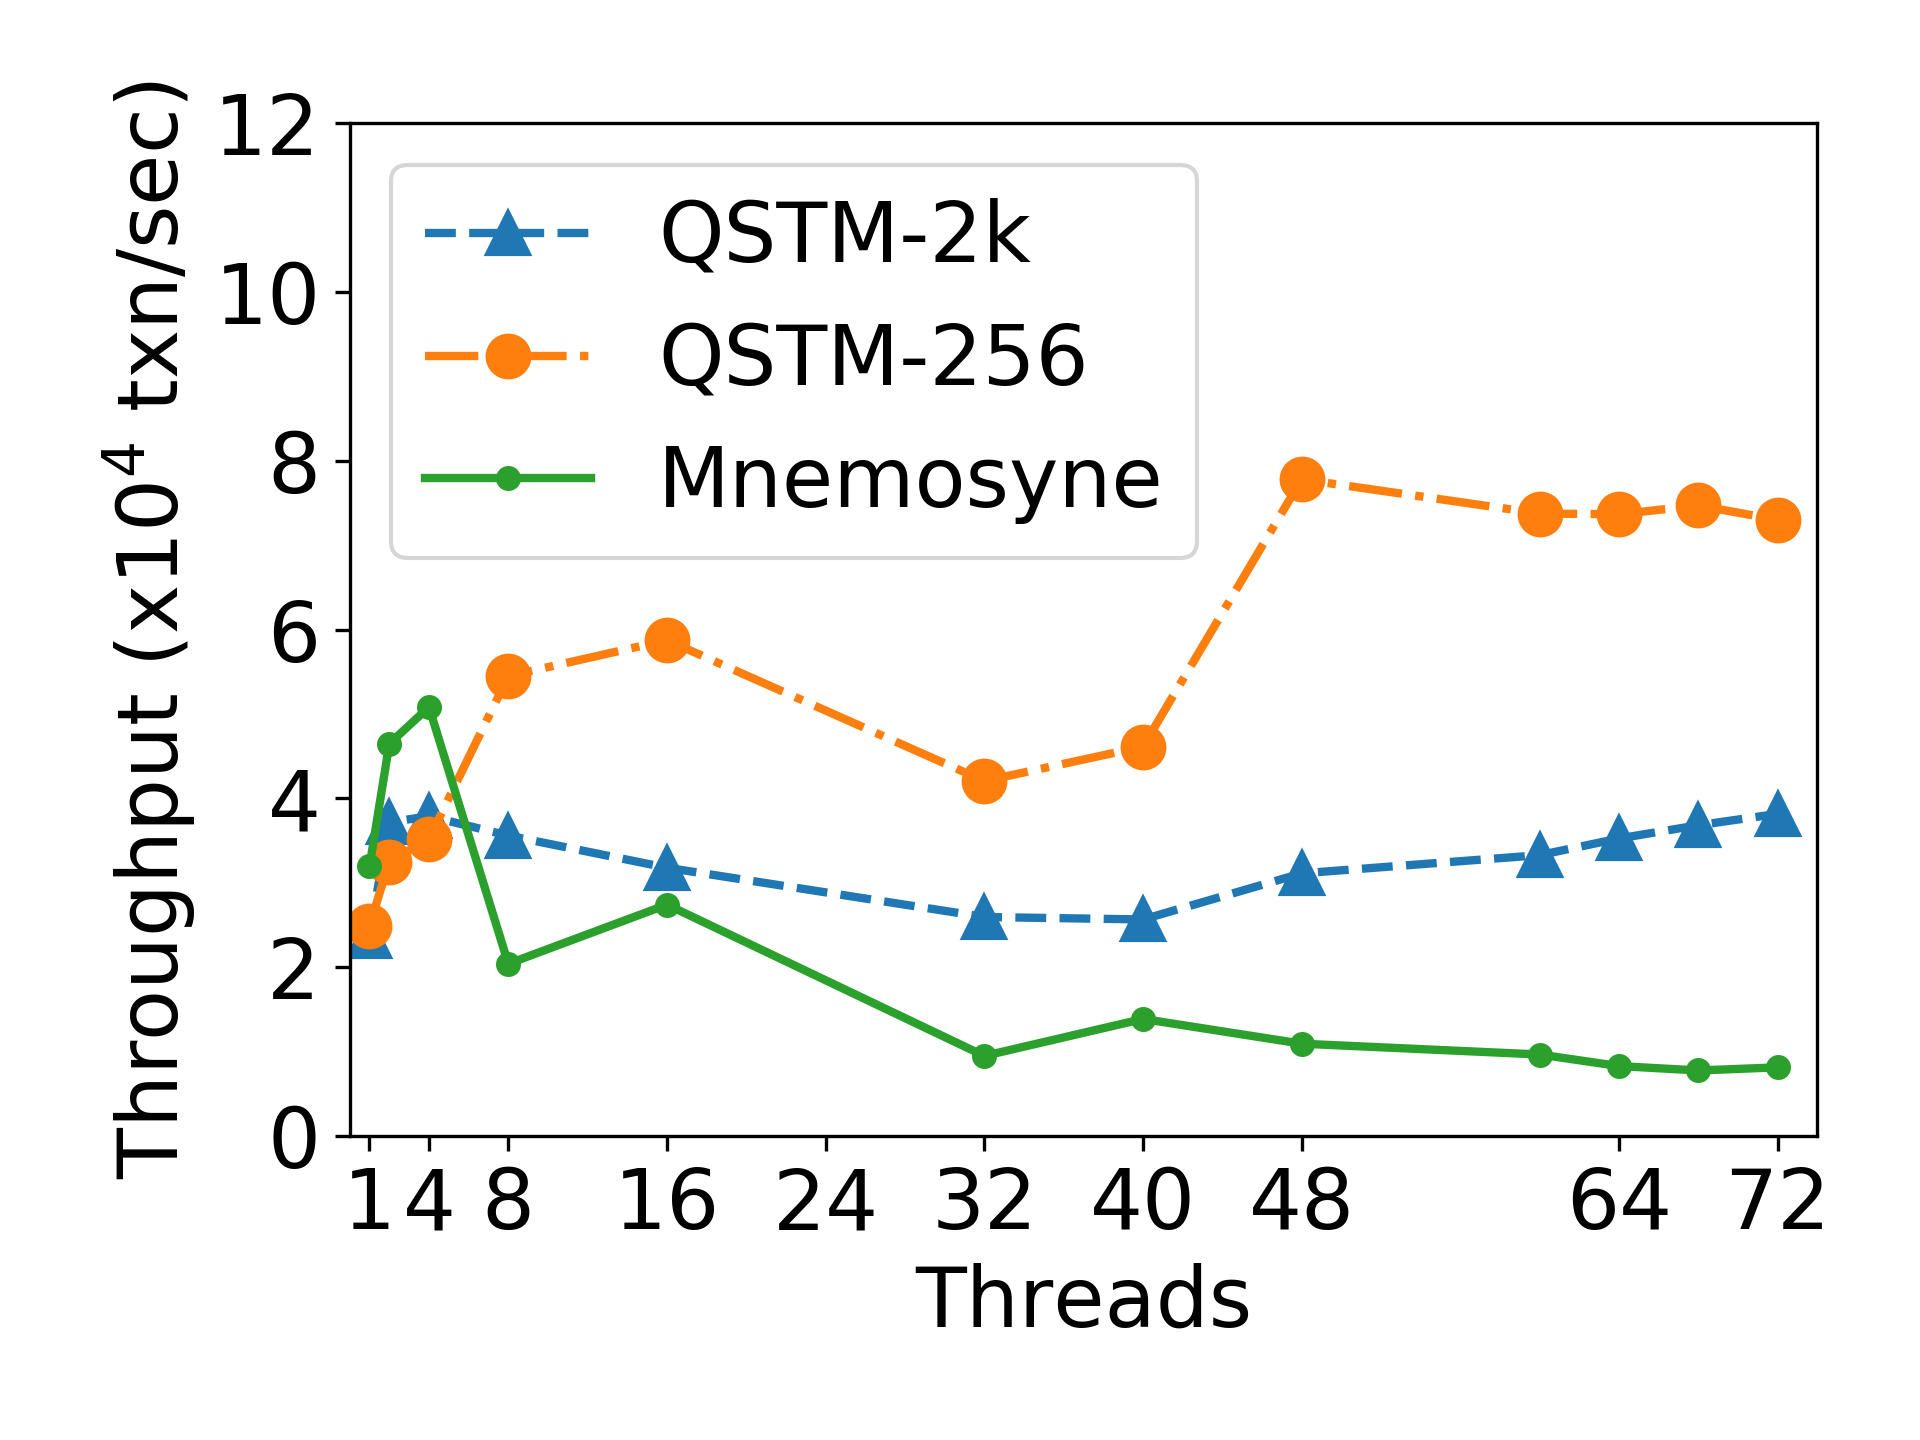 Throughput (x10⁴ txn/sec)
12
10
8
6
4
2
0
QSTM-2k
QSTM-256
Mnemosyne
1 4 8 16 24 32 40 48 64 72
Threads